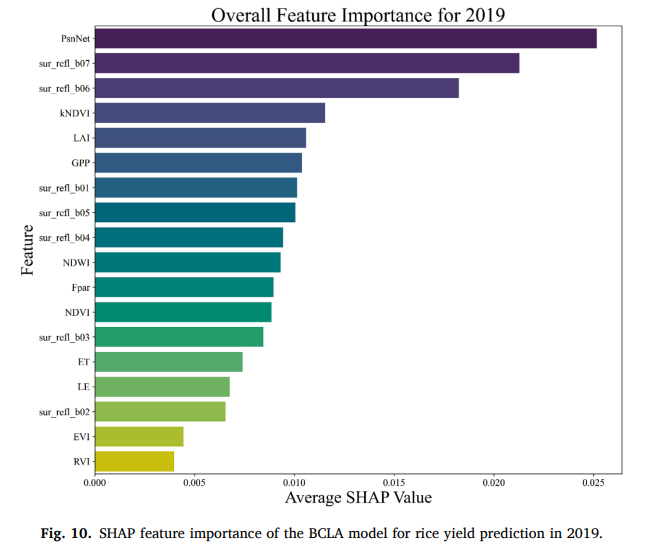 Overall Feature Importance for 2019
PsnNet
sur_refl_b07
sur_refl_b06
kNDVI
LAI
GPP
sur_refl_b01
sur_refl_b05
sur_refl_b04
NDWI
Fpar
NDVI
sur_refl_b03
ET
LE
sur_refl_b02
EVI
RVI
Feature
0.000 0.005 0.010 0.015 0.020 0.025
Average SHAP Value
Fig. 10. SHAP feature importance of the BCLA model for rice yield prediction in 2019.